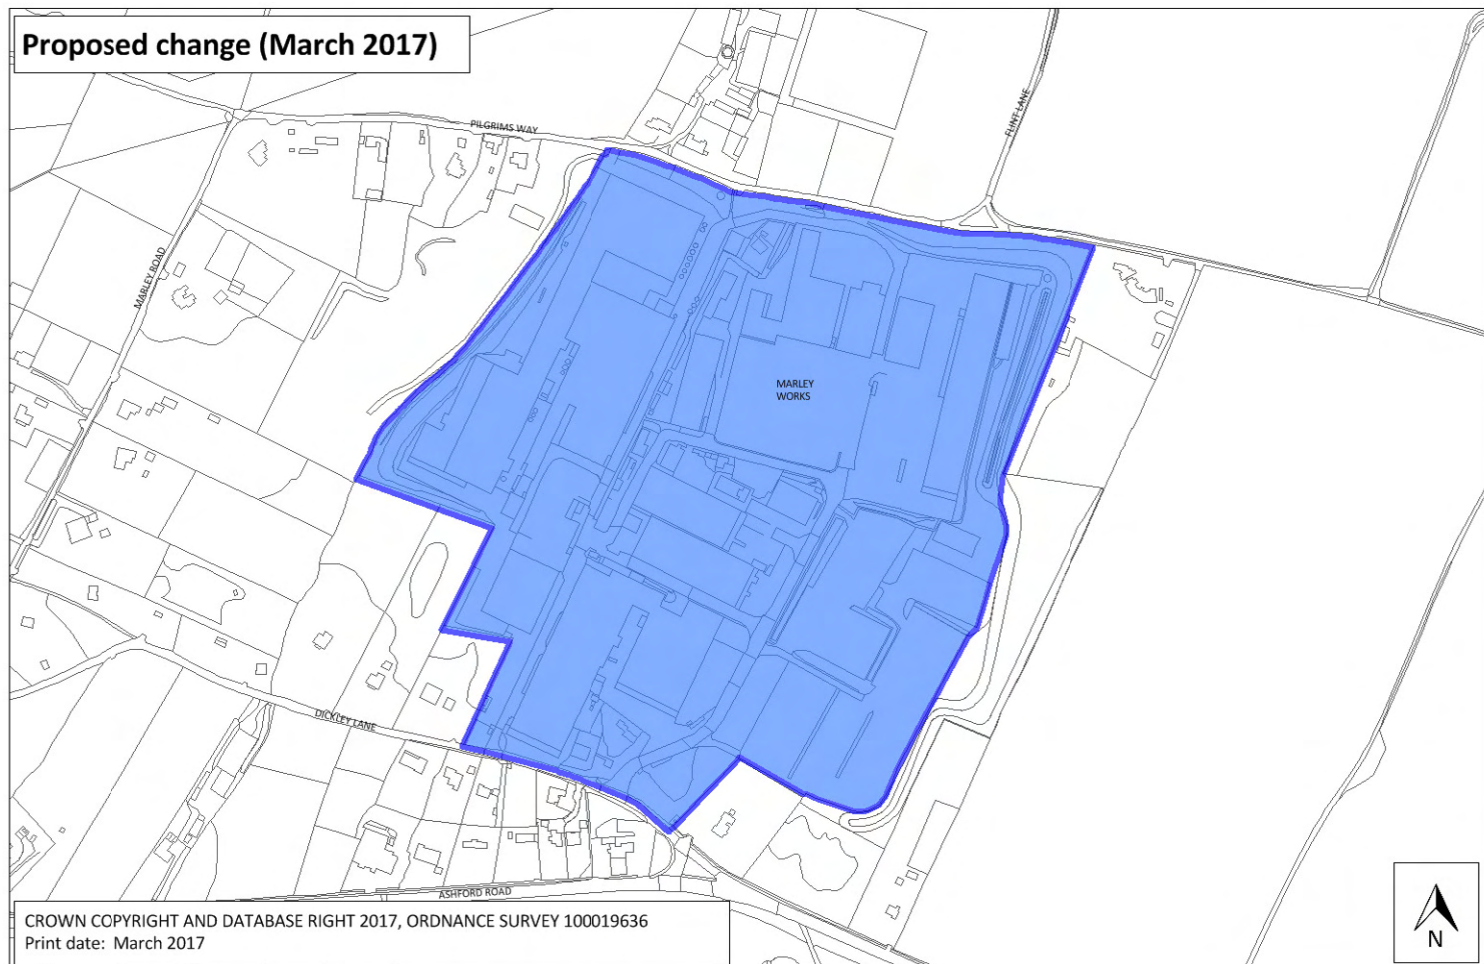 Proposed change (March 2017)
PILGRIMS WAY
FLINT LANE
MARLEY ROAD
MARLEY
WORKS
DICKLEY LANE
ASHFORD ROAD
CROWN COPYRIGHT AND DATABASE RIGHT 2017, ORDNANCE SURVEY 100019636
Print date: March 2017
N